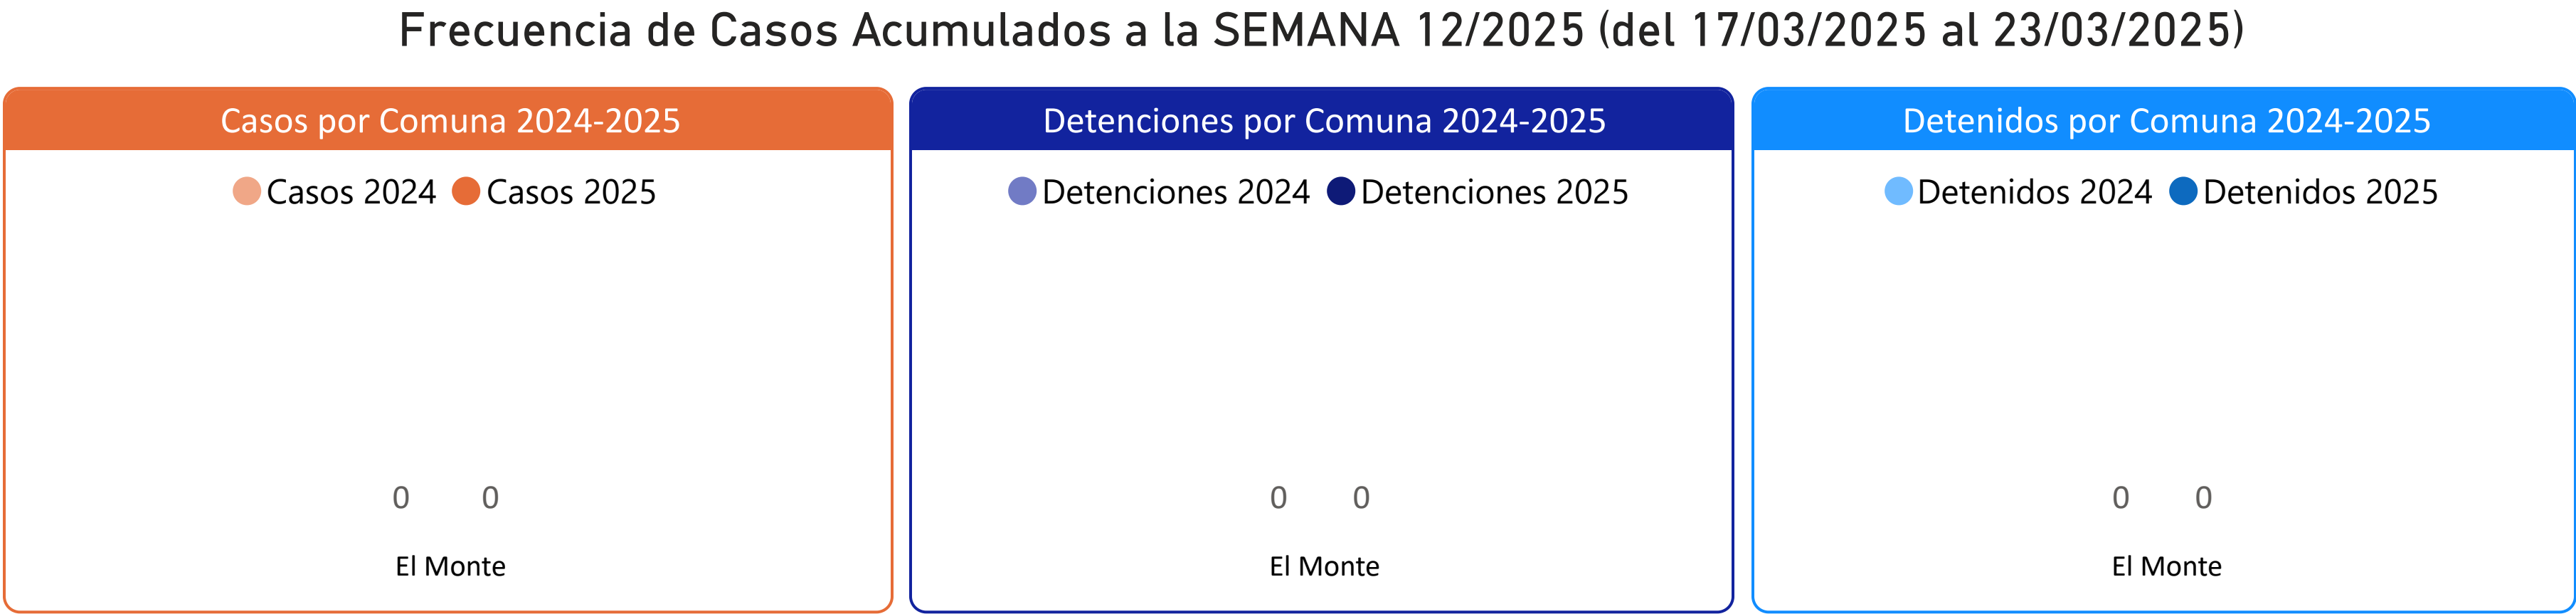 Frecuencia de Casos Acumulados a la SEMANA 12/2025 (del 17/03/2025 al 23/03/2025)
Casos por Comuna 2024-2025
Casos 2024 Casos 2025
0 0
El Monte
Detenciones por Comuna 2024-2025
Detenciones 2024 Detenciones 2025
0 0
El Monte
Detenidos por Comuna 2024-2025
Detenidos 2024 Detenidos 2025
0 0
El Monte